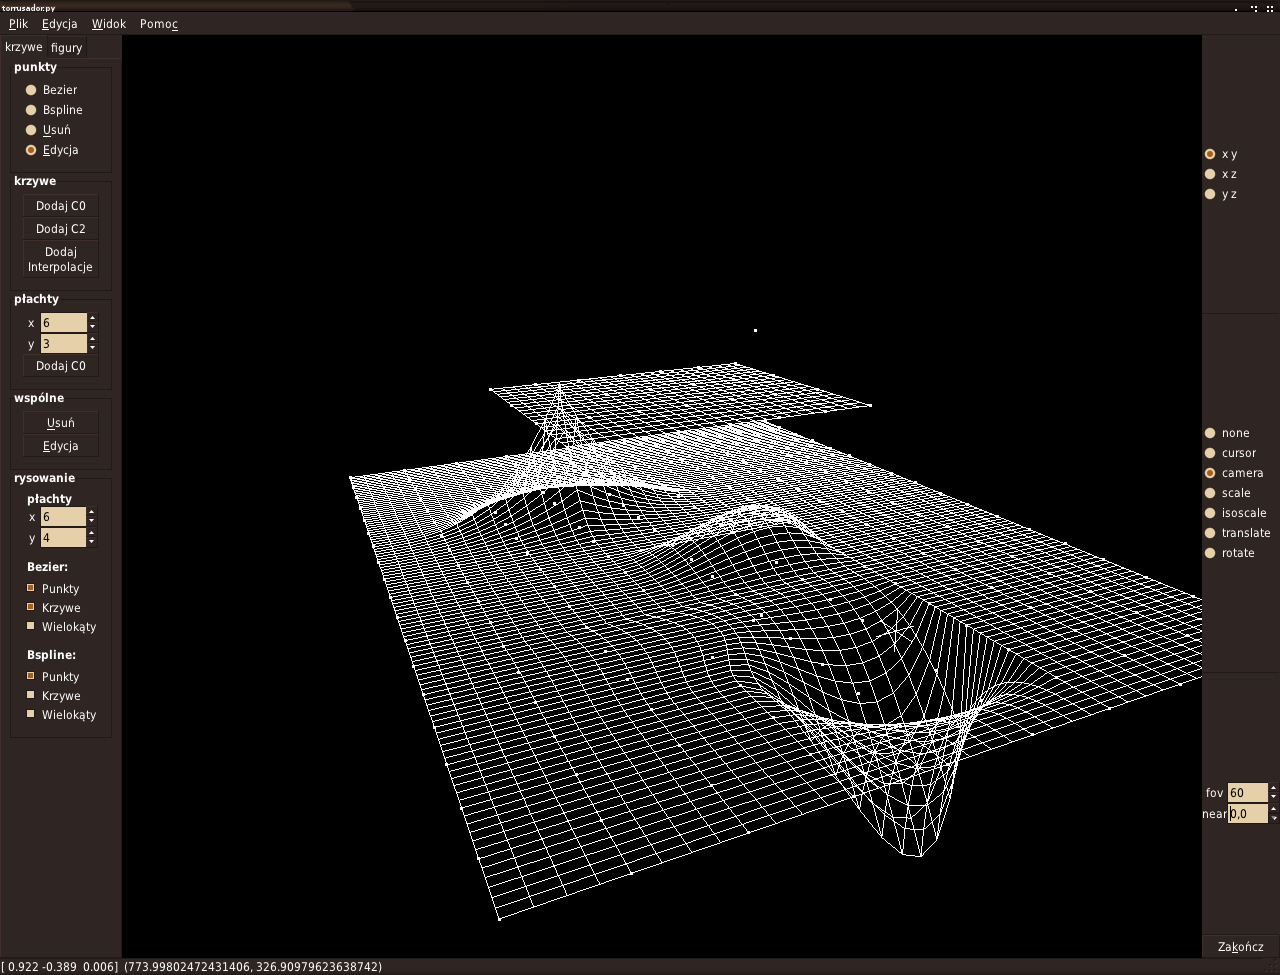 torrusador.py
Plik Edycja Widok Pomoc
krzywe figury
punkty
Bezier
Bspline
Usuń
Edycja
krzywe
Dodaj C0
Dodaj C2
Dodaj
Interpolacje
płachty
x 6
y 3
Dodaj C0
wspólne
Usuń
Edycja
rysowanie
płachty
x 6
y 4
Bezier:
Punkty
Krzywe
Wielokąty
Bspline:
Punkty
Krzywe
Wielokąty
x y
x z
y z
none
cursor
camera
scale
isoscale
translate
rotate
fov 60
near 0,0
Zakończ
[ 0.922 -0.389 0.006] (773.99802472431406, 326.90979623638742)